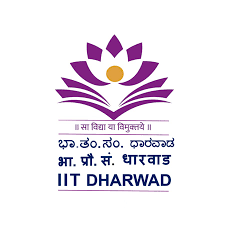 ॥ सा विद्या या विमुक्तये ॥
ಭಾ.ತಂ.ಸಂ. ಧಾರವಾಡ
भा. प्रौ. सं. धारवाड
IIT DHARWAD